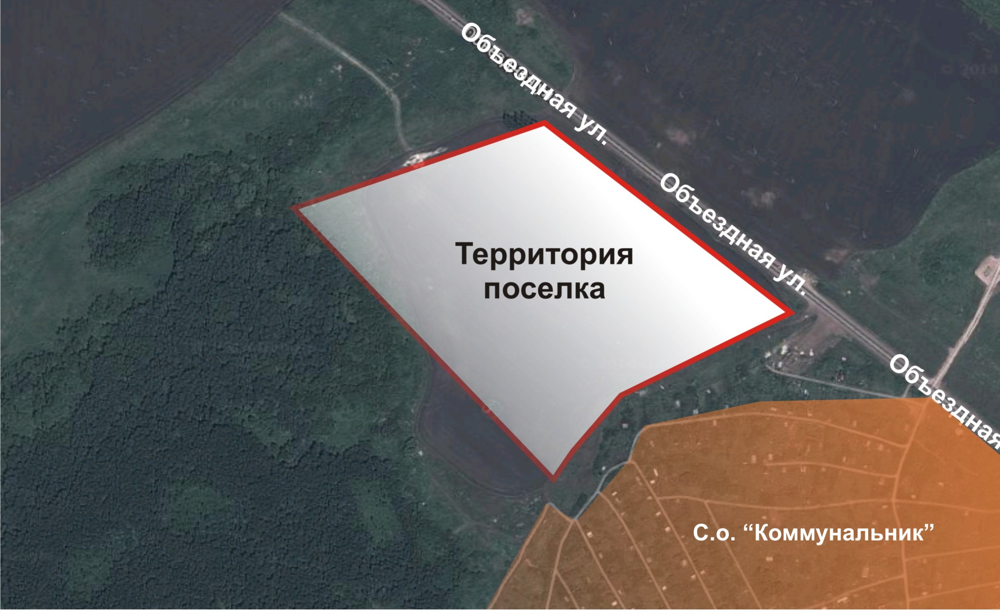 Объездная ул.
Объездная ул.
Территория
поселка
Объездная
С.о. “Коммунальник”